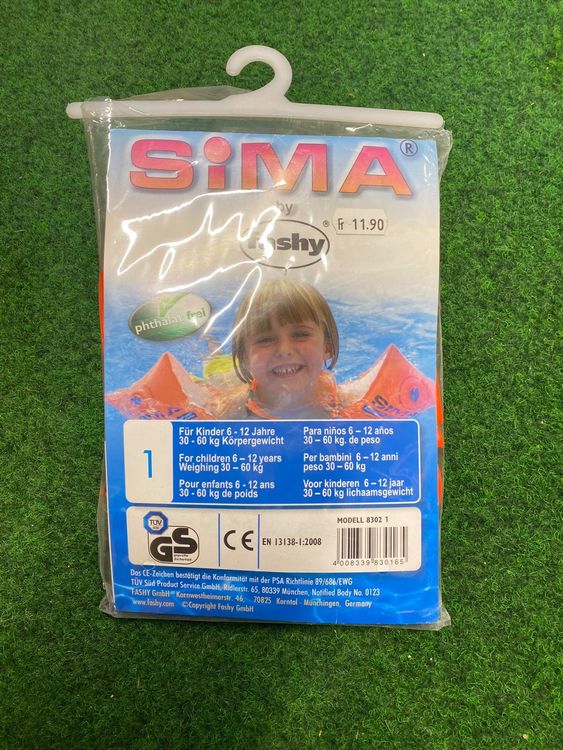 SiMA®
by
fashy®
Fr 11.90
phthalatfrei
1
Für Kinder 6 - 12 Jahre
30 - 60 kg Körpergewicht
For children 6 - 12 years
Weighing 30 – 60 kg
Pour enfants 6 - 12 ans
30 - 60 kg de poids
Para niños 6 – 12 años
30 – 60 kg. de peso
Per bambini 6 – 12 anni
peso 30 – 60 kg
Voor kinderen 6 – 12 jaar
30 – 60 kg lichaamsgewicht
TÜV
GS
geprüfte
Sicherheit
CE
EN 13138-1:2008
MODELL 8302 1
4 008339 830165
Das CE-Zeichen bestätigt die Konformität mit der PSA Richtlinie 89/686/EWG
TÜV Süd Product Service GmbH, Ridlerstr. 65, 80339 München, Notified Body No. 0123
FASHY GmbH Kornwestheimerstr. 46, 70825 Korntal - Münchingen, Germany
www.fashy.com ©Copyright Fashy GmbH